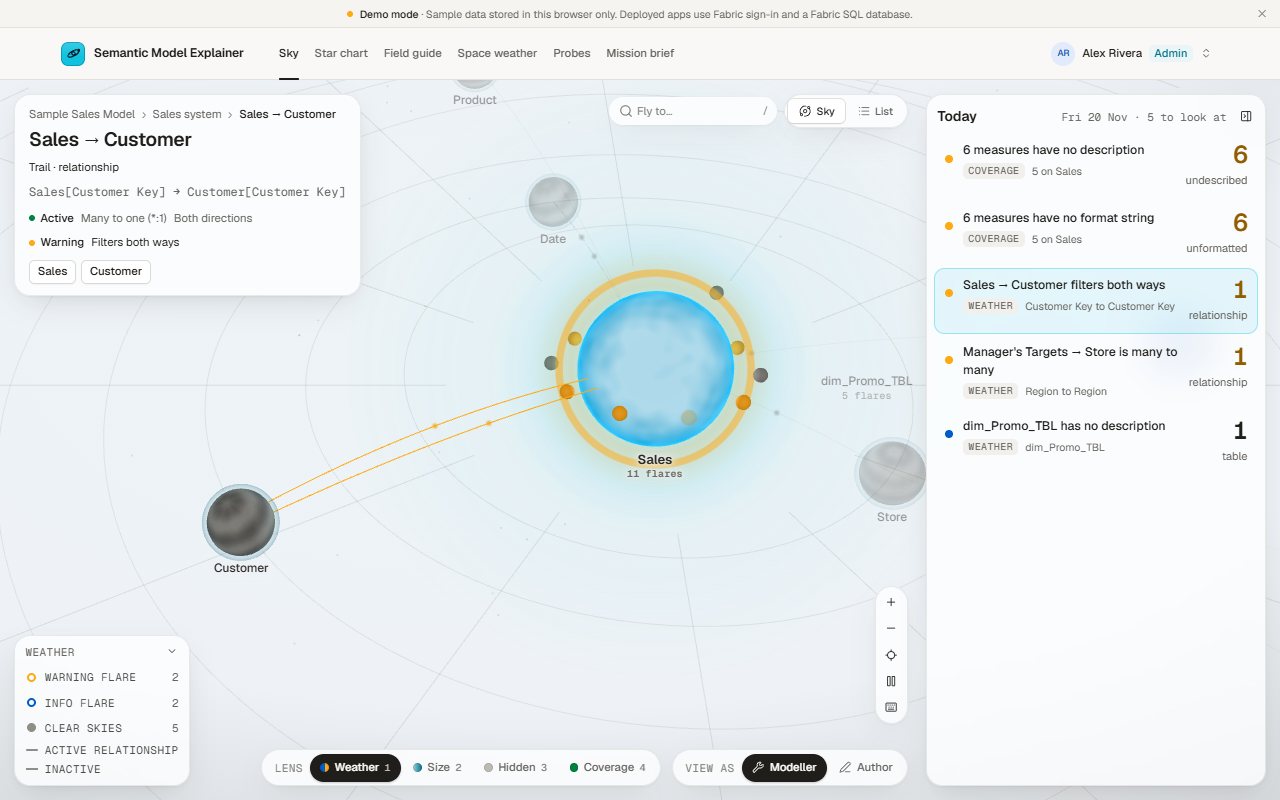 Demo mode · Sample data stored in this browser only. Deployed apps use Fabric sign-in and a Fabric SQL database.
Semantic Model Explainer
Sky
Star chart
Field guide
Space weather
Probes
Mission brief
AR
Alex Rivera
Admin
Sample Sales Model › Sales system › Sales → Customer
Sales → Customer
Trail · relationship
Sales[Customer Key] → Customer[Customer Key]
Active Many to one (*:1) Both directions
Warning Filters both ways
Sales
Customer
Product
Fly to… /
Sky
List
Date
Sales
11 flares
dim_Promo_TBL
5 flares
Store
Customer
Today
Fri 20 Nov · 5 to look at
6 measures have no description
COVERAGE 5 on Sales
6
undescribed
6 measures have no format string
COVERAGE 5 on Sales
6
unformatted
Sales → Customer filters both ways
WEATHER Customer Key to Customer Key
1
relationship
Manager's Targets → Store is many to
many
WEATHER Region to Region
1
relationship
dim_Promo_TBL has no description
WEATHER dim_Promo_TBL
1
table
WEATHER
WARNING FLARE 2
INFO FLARE 2
CLEAR SKIES 5
ACTIVE RELATIONSHIP
INACTIVE
LENS
Weather 1
Size 2
Hidden 3
Coverage 4
VIEW AS
Modeller
Author